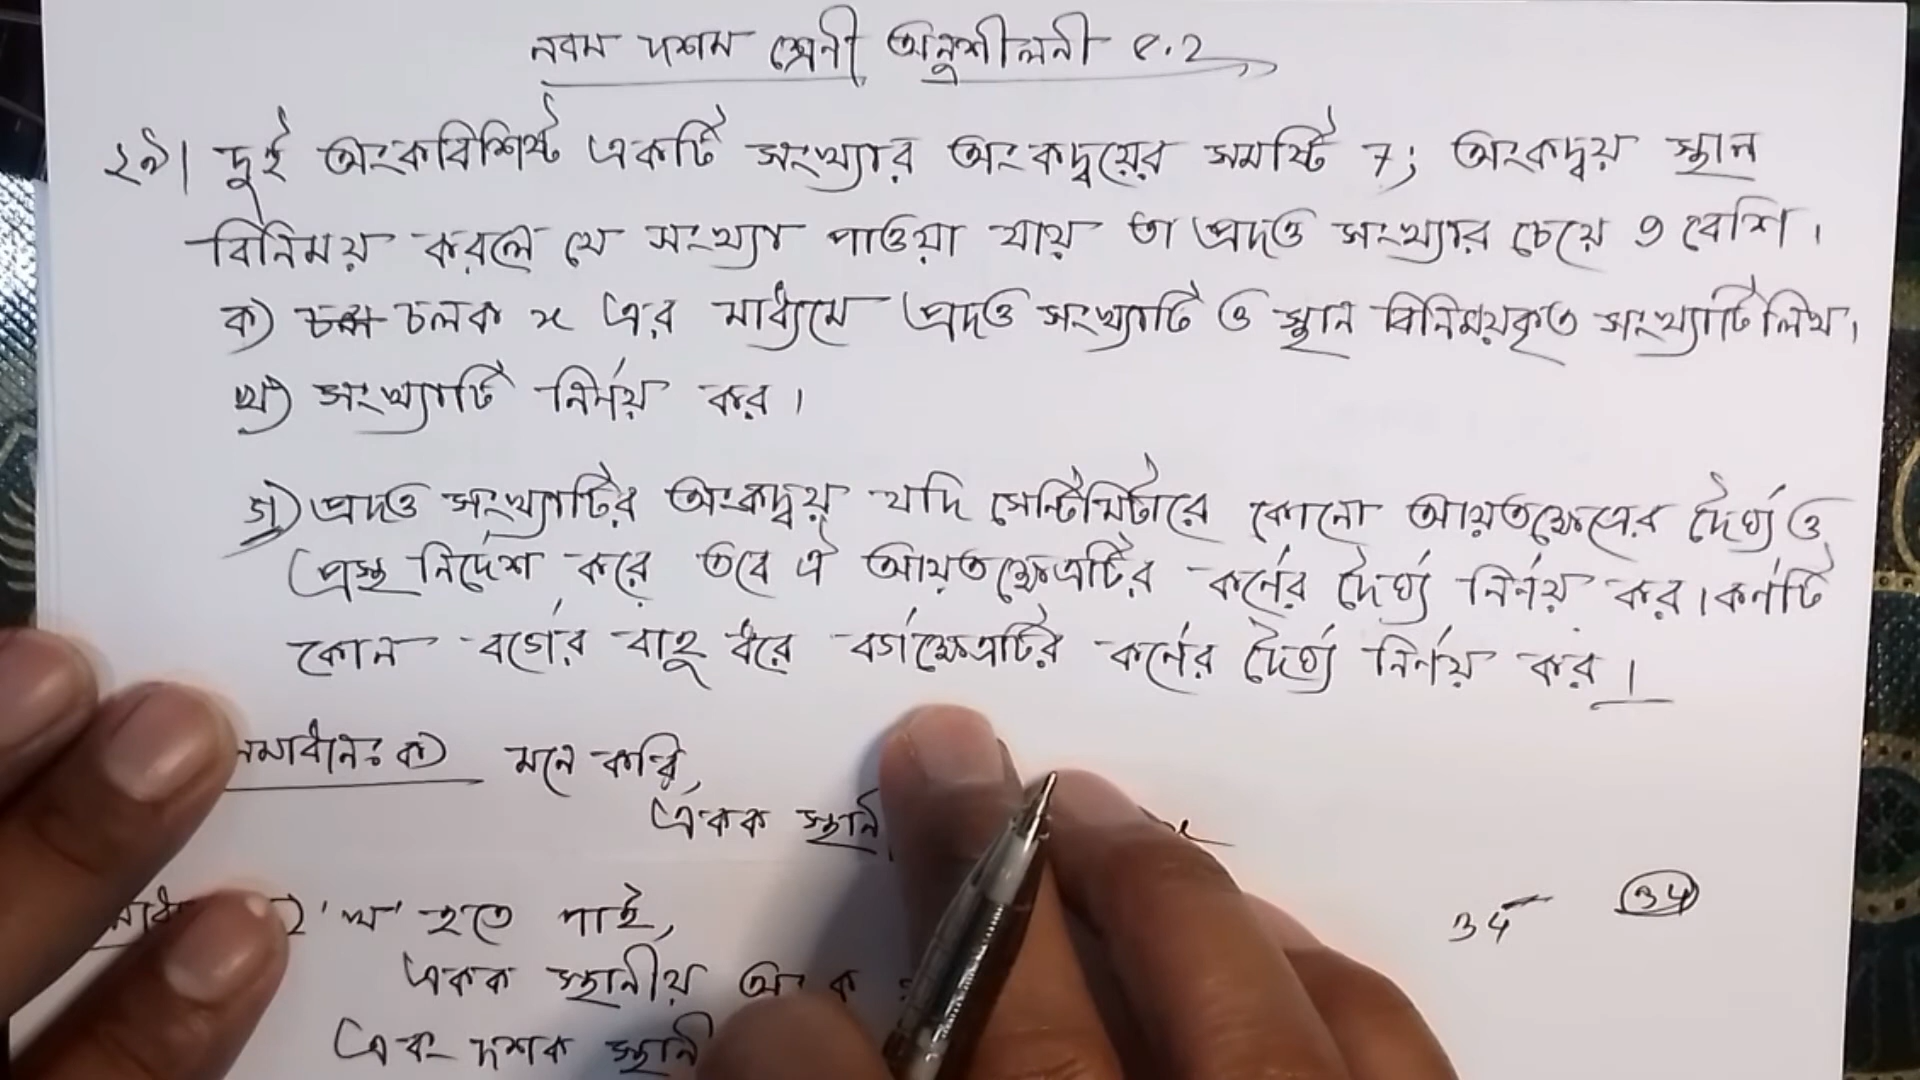 নবম দশম শ্রেণী অনুশীলনী ৫.2
২৯। দুই অংকবিশিষ্ট একটি সংখ্যার অংকদ্বয়ের সমষ্টি 7; অংকদ্বয় স্থান
বিনিময় করলে যে সংখ্যা পাওয়া যায় তা প্রদত্ত সংখ্যার চেয়ে 9 বেশি।
ক) চলক x এর মাধ্যমে প্রদত্ত সংখ্যাটি ও স্থান বিনিময়কৃত সংখ্যাটি লিখ।
খ) সংখ্যাটি নির্ণয় কর।
গ) প্রদত্ত সংখ্যাটির অংকদ্বয় যদি সেন্টিমিটারে কোনো আয়তক্ষেত্রের দৈর্ঘ্য ও
প্রস্থ নির্দেশ করে তবে ঐ আয়তক্ষেত্রটির কর্নের দৈর্ঘ্য নির্ণয় কর। কর্ণটি
কোন বর্গের বাহু ধরে বর্গক্ষেত্রটির কর্নের দৈর্ঘ্য নির্ণয় কর।
সমাধানঃ ক) মনে করি,
একক
34 34
'খ' হতে পাই,
একক স্থানীয় অংক
এবং দশক